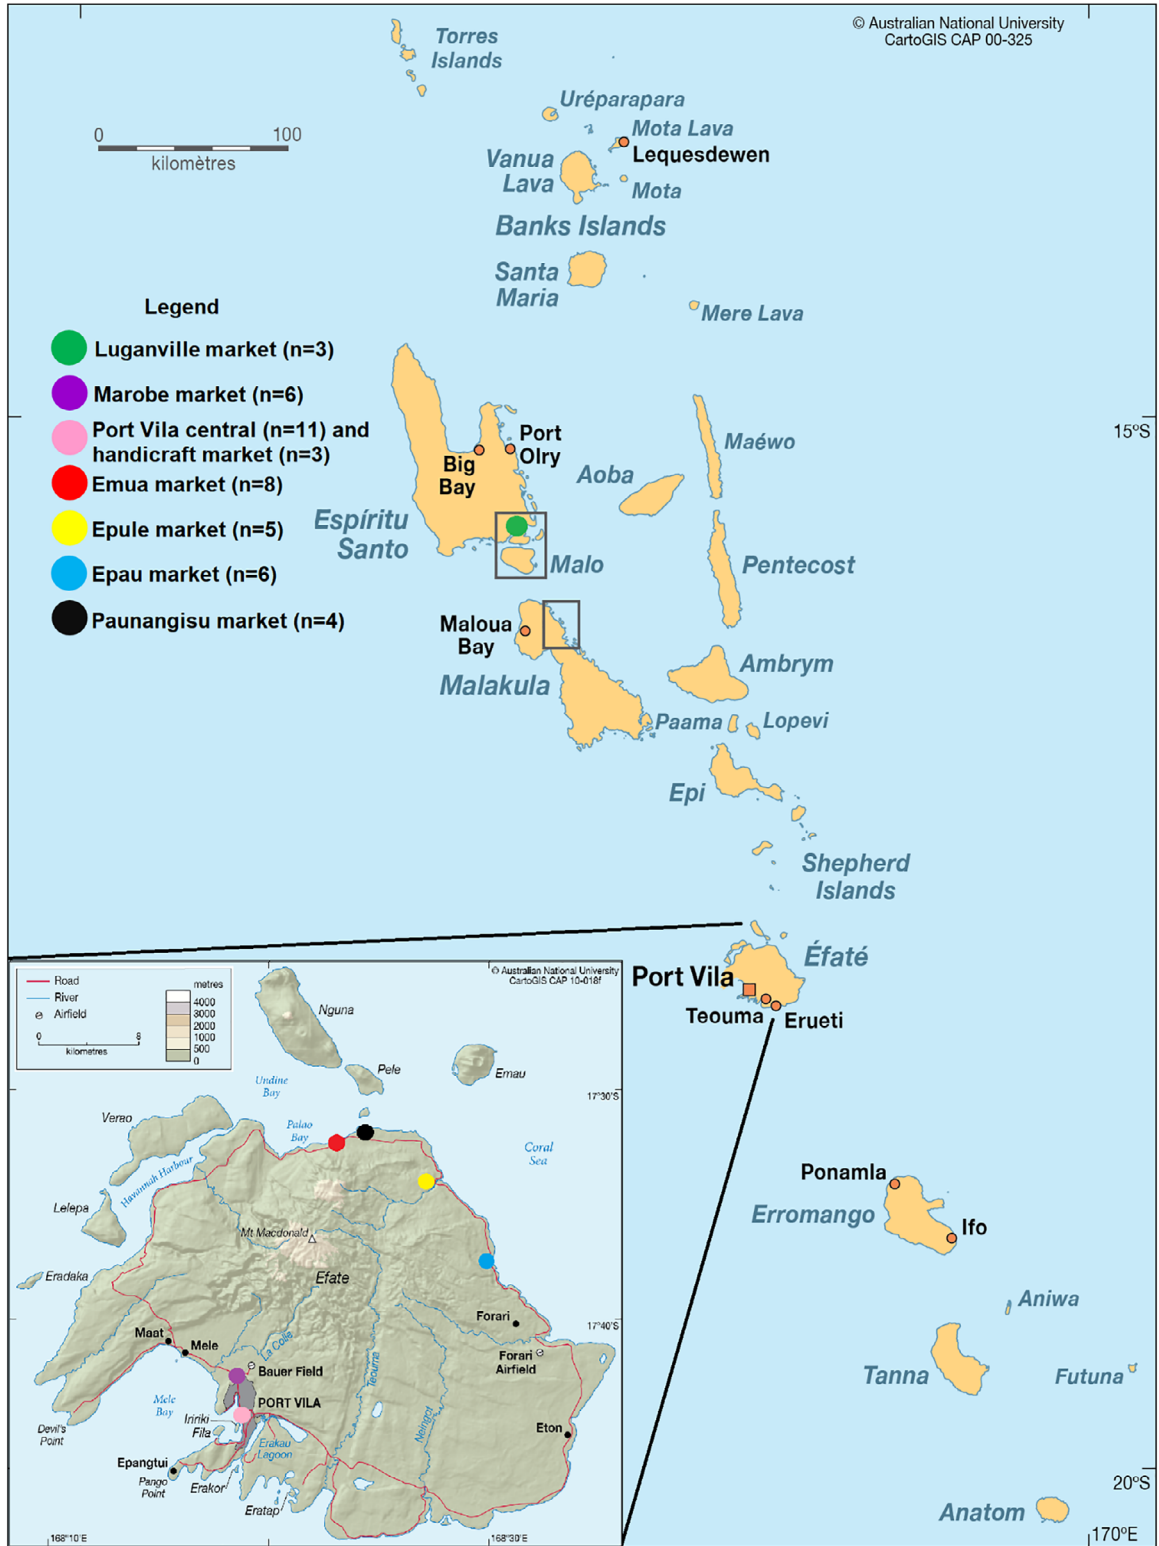 © Australian National University
CartoGIS CAP 00-325
Torres
Islands
Uréparapara
0 100
kilomètres
Mota Lava
Lequesdewen
Vanua
Lava
Mota
Banks Islands
Santa
Maria
Mere Lava
Legend
Luganville market (n=3)
Marobe market (n=6)
Port Vila central (n=11) and
handicraft market (n=3)
Emua market (n=8)
Epule market (n=5)
Epau market (n=6)
Paunangisu market (n=4)
15°S
Port
Olry
Big
Bay
Maéwo
Aoba
Espíritu
Santo
Malo
Pentecost
Maloua
Bay
Malakula
Ambrym
Paama
Lopevi
Epi
Shepherd
Islands
Éfaté
Port Vila
Teouma
Erueti
Ponamla
Erromango
Ifo
Aniwa
Tanna
Futuna
20°S
Anatom
170°E
© Australian National University
CartoGIS CAP 10-018f
Road
River
Airfield
0 8
kilometres
metres
4000
3000
2000
1000
500
0
Nguna
Pele
Emau
Undine
Bay
17°30'S
Verao
Palao
Bay
Coral
Sea
Havannah Harbour
Lelepa
Mt Macdonald
Eradaka
Efate
Forari
17°40'S
Maat
Mele
La Colle
Forari
Airfield
Bauer Field
Teouma
Mele
Bay
PORT VILA
Iririki
Fila
Devil's
Point
Erakau
Lagoon
Eton
Epangtui
Pango
Point
Erakor
Eratap
168°10'E
168°30'E